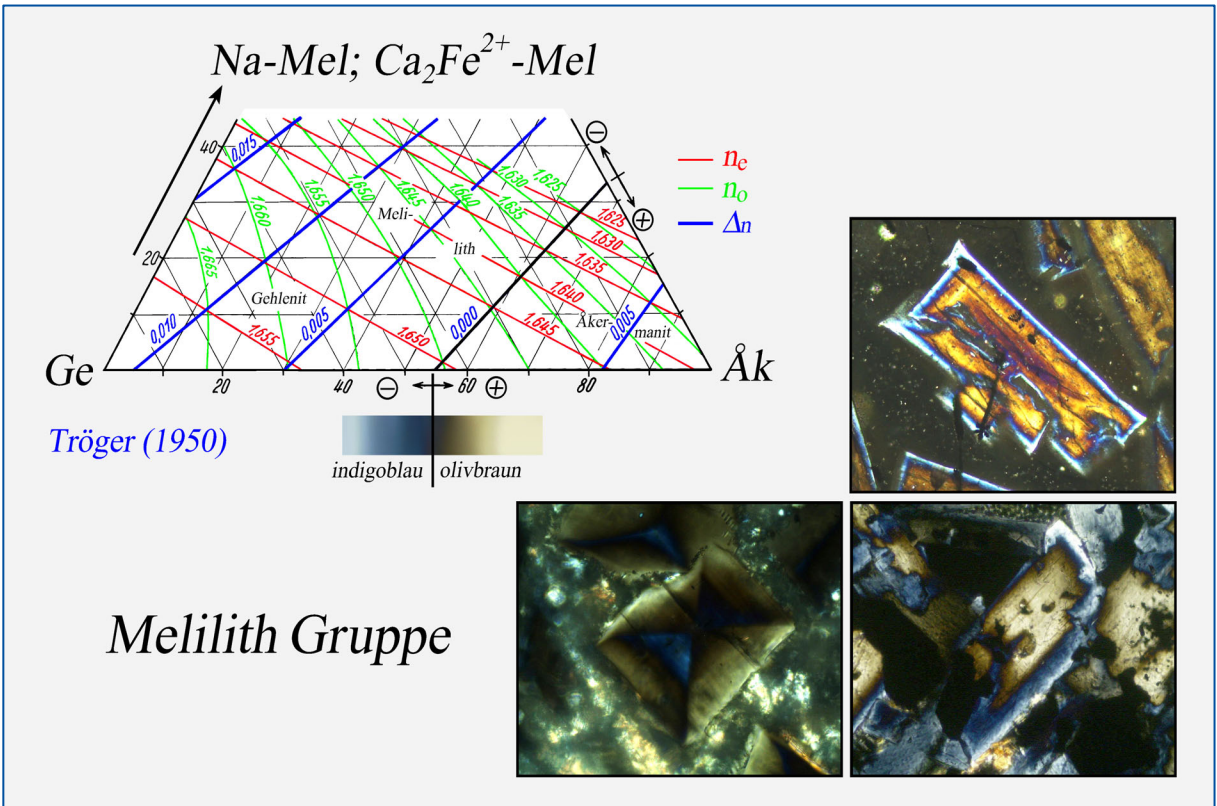 Na-Mel; Ca₂Fe²⁺-Mel
40
20
0,015
0,010
0,005
0,000
0,005
1,665
1,660
1,655
1,650
1,645
1,640
1,635
1,630
1,625
1,655
1,650
1,645
1,640
1,635
1,630
1,625
Meli-
lith
Gehlenit
Åker-
manit
⊖
⊕
nₑ
nₒ
Δn
Ge
Åk
20
40
60
80
⊖
⊕
Tröger (1950)
indigoblau
olivbraun
Melilith Gruppe